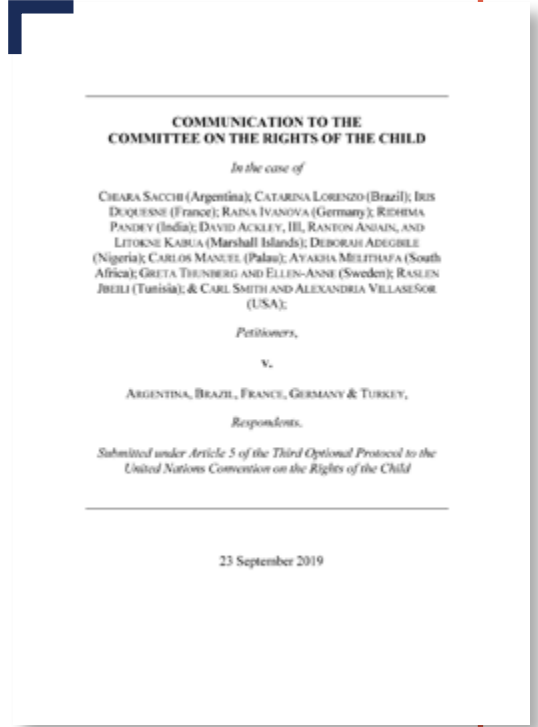 COMMUNICATION TO THE
COMMITTEE ON THE RIGHTS OF THE CHILD
In the case of
CHIARA SACCHI (Argentina); CATARINA LORENZO (Brazil); IRIS
DUQUESNE (France); RAINA IVANOVA (Germany); RIDHIMA
PANDEY (India); DAVID ACKLEY, III, RANTON ANJAIN, AND
LITOKNE KABUA (Marshall Islands); DEBORAH ADEGBILE
(Nigeria); CARLOS MANUEL (Palau); AYAKHA MELITHAFA (South
Africa); GRETA THUNBERG AND ELLEN-ANNE (Sweden); RASLEN
JBEILI (Tunisia); & CARL SMITH AND ALEXANDRIA VILLASEÑOR
(USA);
Petitioners,
v.
ARGENTINA, BRAZIL, FRANCE, GERMANY & TURKEY,
Respondents.
Submitted under Article 5 of the Third Optional Protocol to the
United Nations Convention on the Rights of the Child
23 September 2019